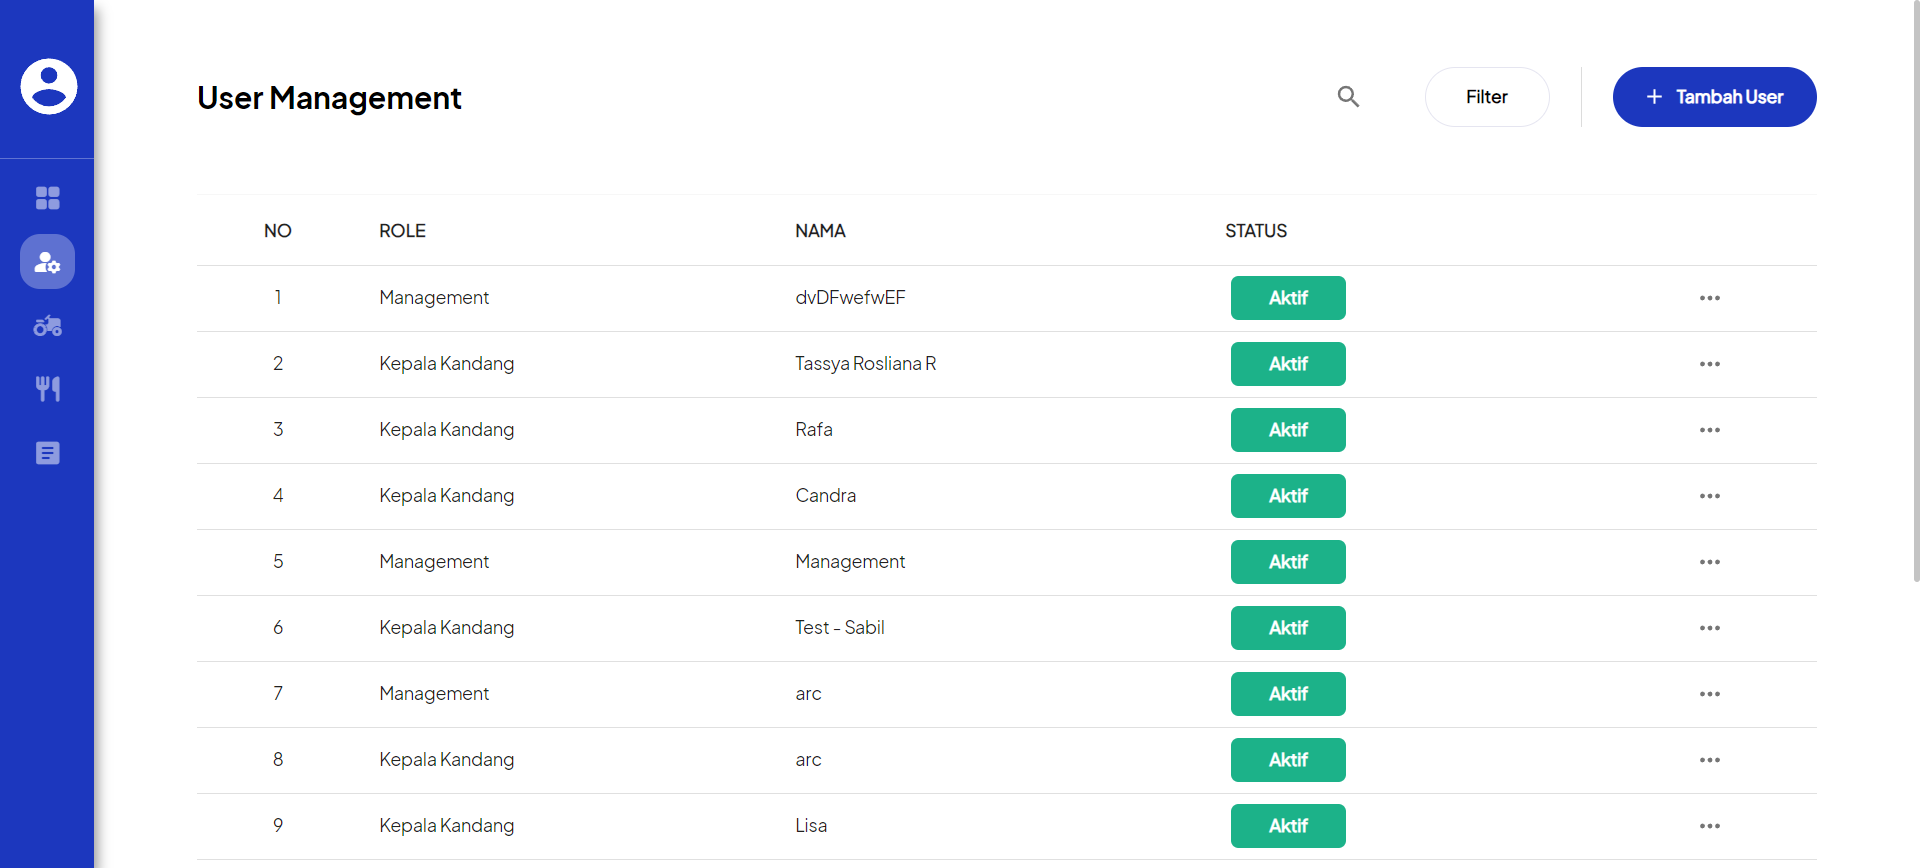 User Management
Filter
+ Tambah User
NO ROLE NAMA STATUS
1 Management dvDFwefwEF Aktif
2 Kepala Kandang Tassya Rosliana R Aktif
3 Kepala Kandang Rafa Aktif
4 Kepala Kandang Candra Aktif
5 Management Management Aktif
6 Kepala Kandang Test - Sabil Aktif
7 Management arc Aktif
8 Kepala Kandang arc Aktif
9 Kepala Kandang Lisa Aktif